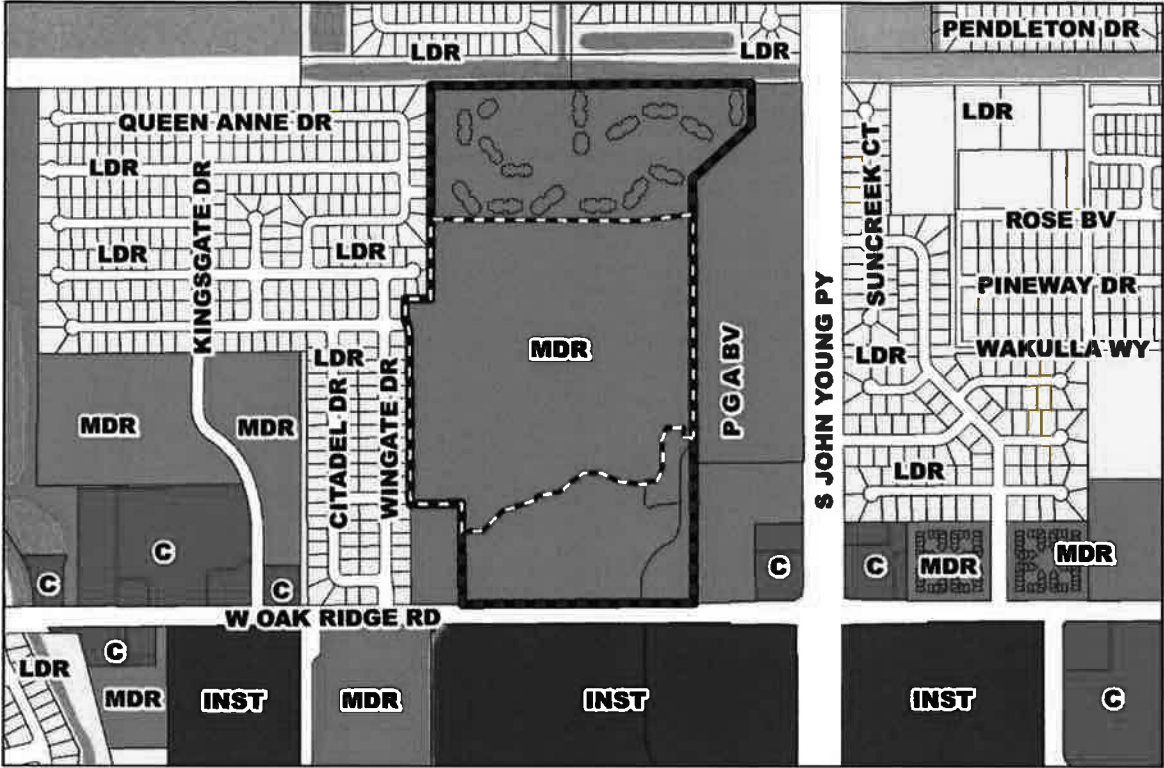 PENDLETON DR
LDR
LDR
LDR
QUEEN ANNE DR
LDR
KINGSGATE DR
SUNCREEK CT
ROSE BV
LDR
LDR
PINEWAY DR
S JOHN YOUNG PY
P G A BV
MDR
WAKULLA WY
LDR
LDR
CITADEL DR
WINGATE DR
MDR
MDR
LDR
C
C
C
C
C
MDR
MDR
W OAK RIDGE RD
C
LDR
MDR
INST
MDR
INST
INST
C